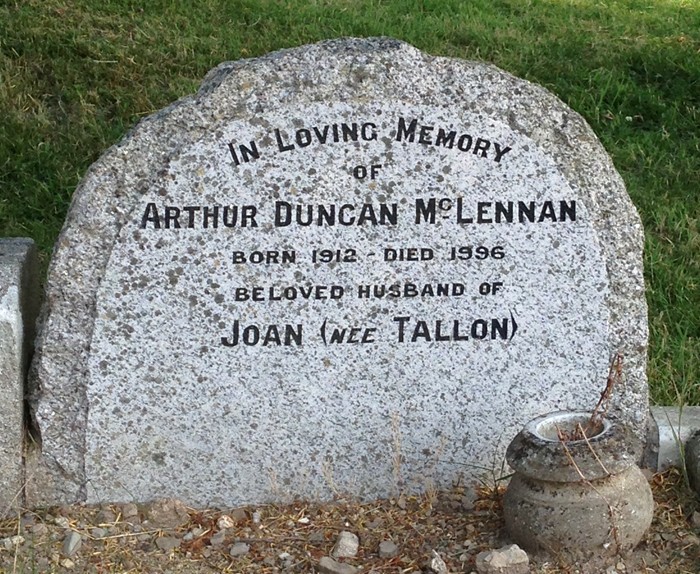 IN LOVING MEMORY
OF
ARTHUR DUNCAN McLENNAN
BORN 1912 - DIED 1996
BELOVED HUSBAND OF
JOAN (NEE TALLON)